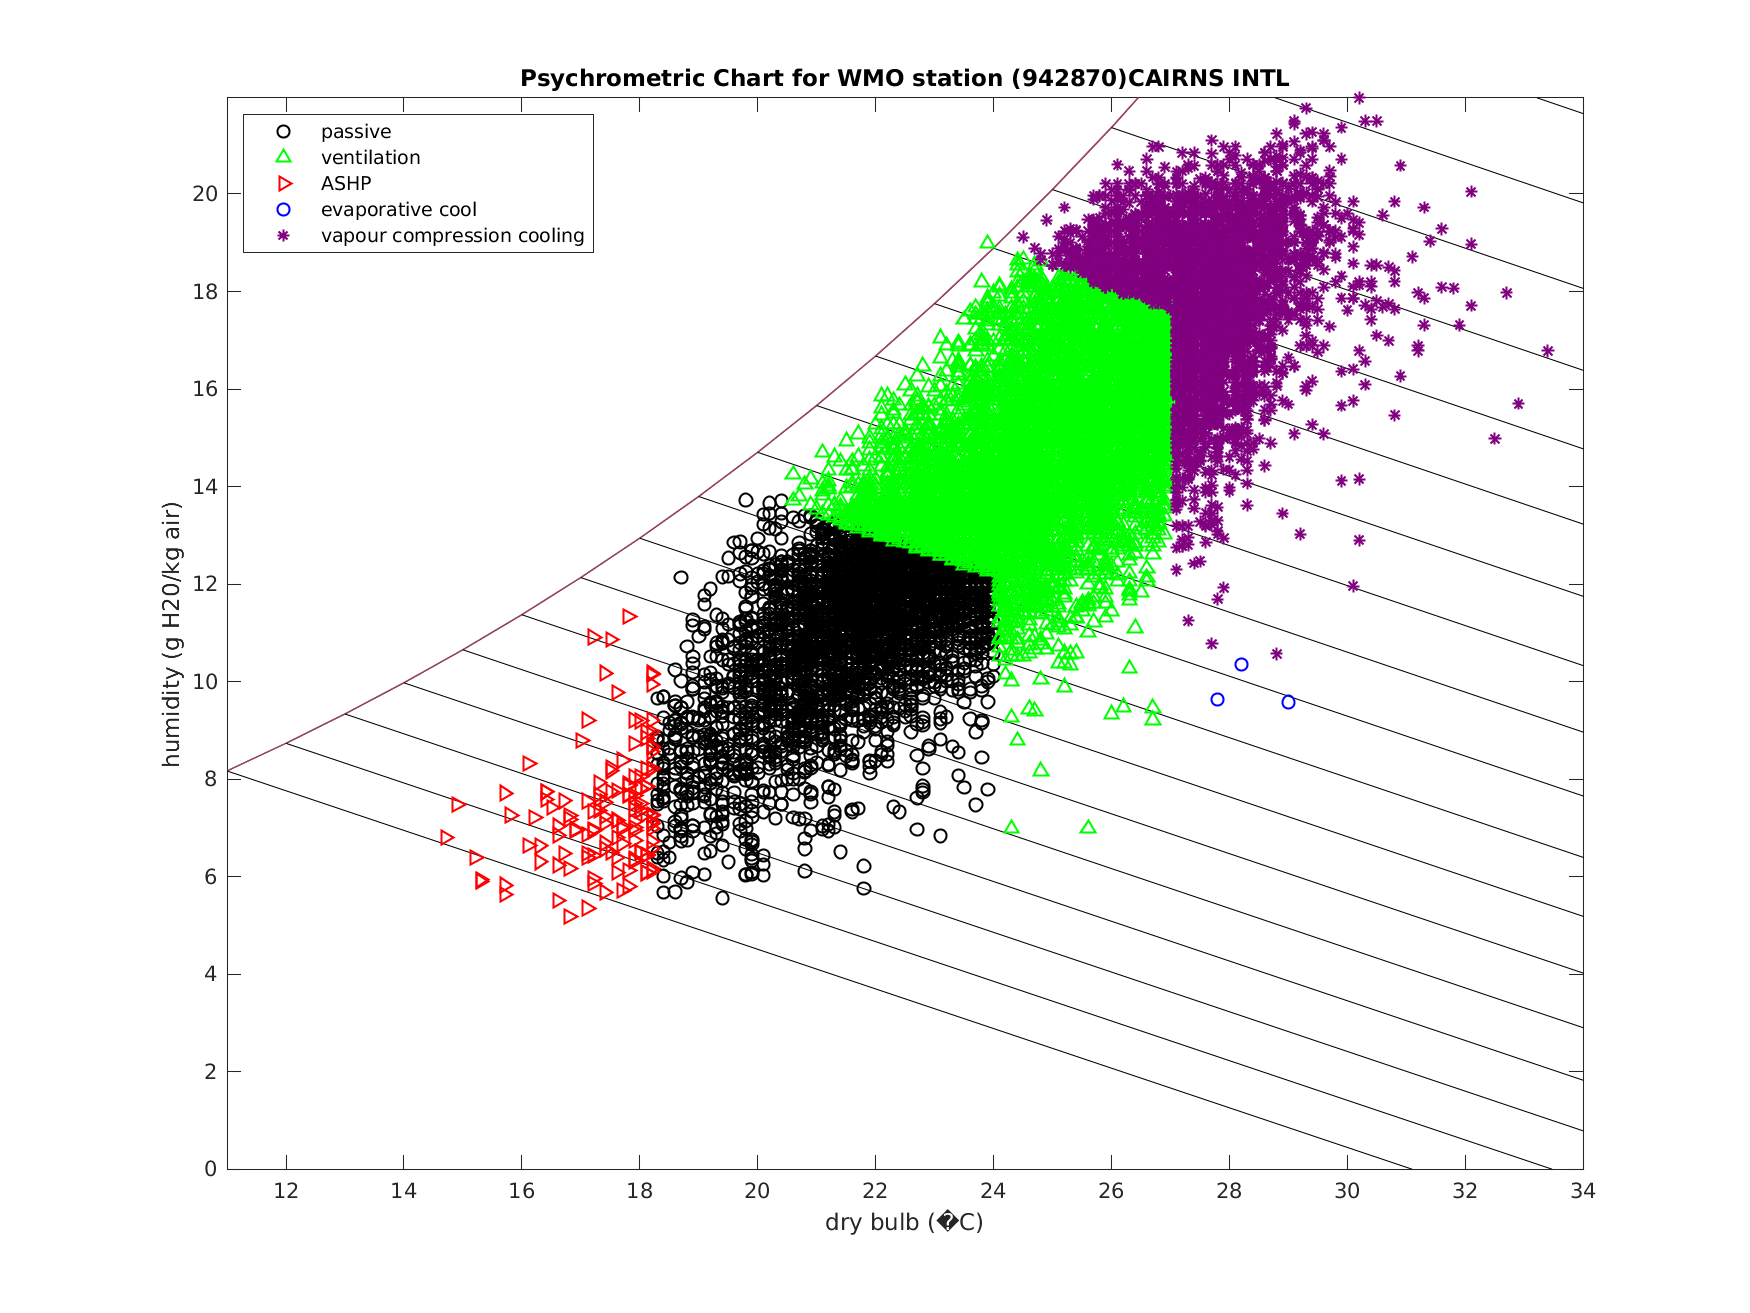 Psychrometric Chart for WMO station (942870)CAIRNS INTL
passive
ventilation
ASHP
evaporative cool
vapour compression cooling
humidity (g H20/kg air)
20
18
16
14
12
10
8
6
4
2
0
12 14 16 18 20 22 24 26 28 30 32 34
dry bulb (�C)